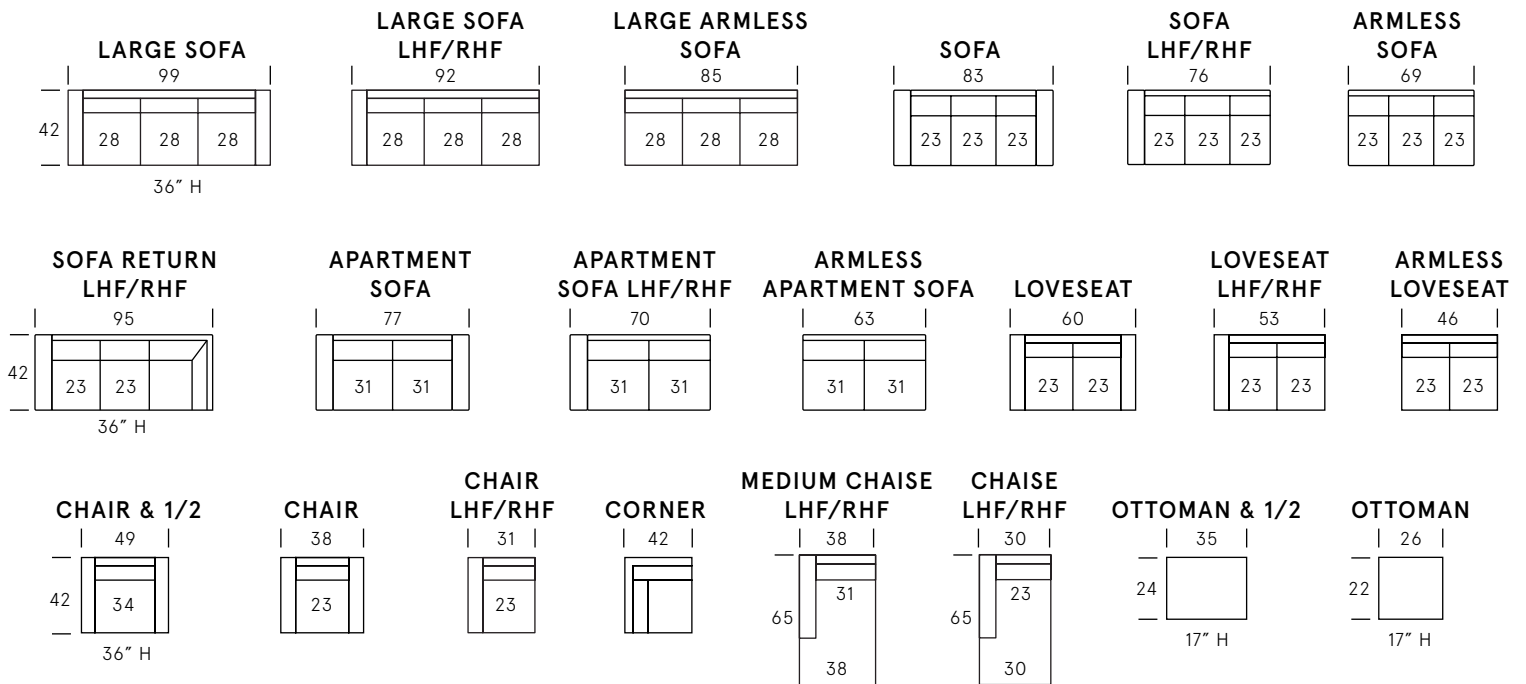 LARGE SOFA
99
42
28 28 28
36″ H
LARGE SOFA
LHF/RHF
92
28 28 28
LARGE ARMLESS
SOFA
85
28 28 28
SOFA
83
23 23 23
SOFA
LHF/RHF
76
23 23 23
ARMLESS
SOFA
69
23 23 23
SOFA RETURN
LHF/RHF
95
42
23 23
36″ H
APARTMENT
SOFA
77
31 31
APARTMENT
SOFA LHF/RHF
70
31 31
ARMLESS
APARTMENT SOFA
63
31 31
LOVESEAT
60
23 23
LOVESEAT
LHF/RHF
53
23 23
ARMLESS
LOVESEAT
46
23 23
CHAIR & 1/2
49
42
34
36″ H
CHAIR
38
23
CHAIR
LHF/RHF
31
23
CORNER
42
MEDIUM CHAISE
LHF/RHF
38
31
65
38
CHAISE
LHF/RHF
30
23
65
30
OTTOMAN & 1/2
35
24
17″ H
OTTOMAN
26
22
17″ H